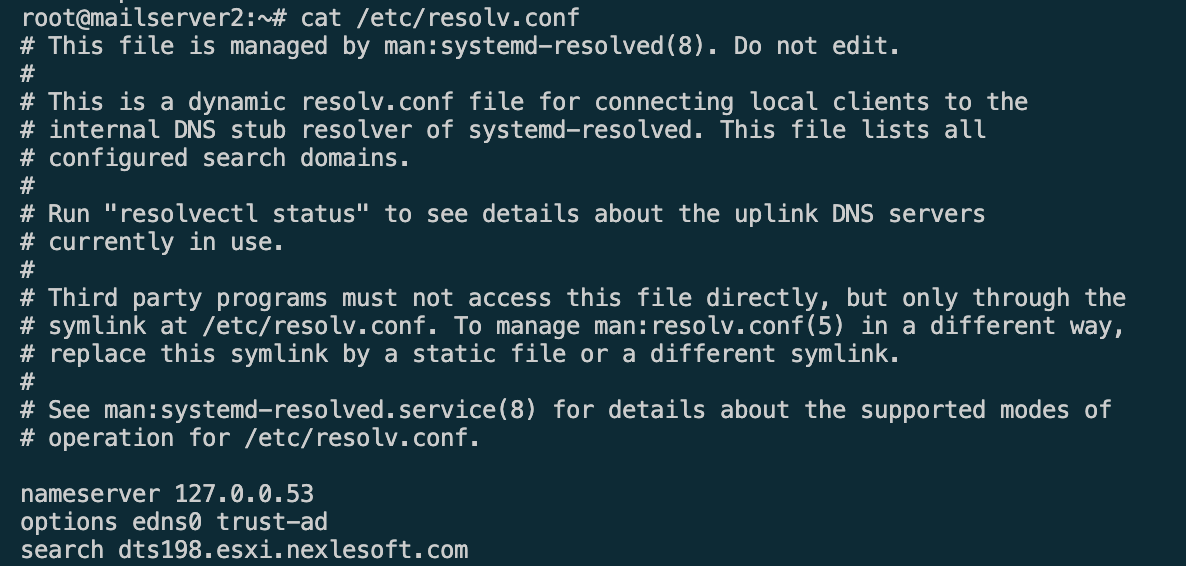 root@mailserver2:~# cat /etc/resolv.conf
# This file is managed by man:systemd-resolved(8). Do not edit.
#
# This is a dynamic resolv.conf file for connecting local clients to the
# internal DNS stub resolver of systemd-resolved. This file lists all
# configured search domains.
#
# Run "resolvectl status" to see details about the uplink DNS servers
# currently in use.
#
# Third party programs must not access this file directly, but only through the
# symlink at /etc/resolv.conf. To manage man:resolv.conf(5) in a different way,
# replace this symlink by a static file or a different symlink.
#
# See man:systemd-resolved.service(8) for details about the supported modes of
# operation for /etc/resolv.conf.

nameserver 127.0.0.53
options edns0 trust-ad
search dts198.esxi.nexlesoft.com